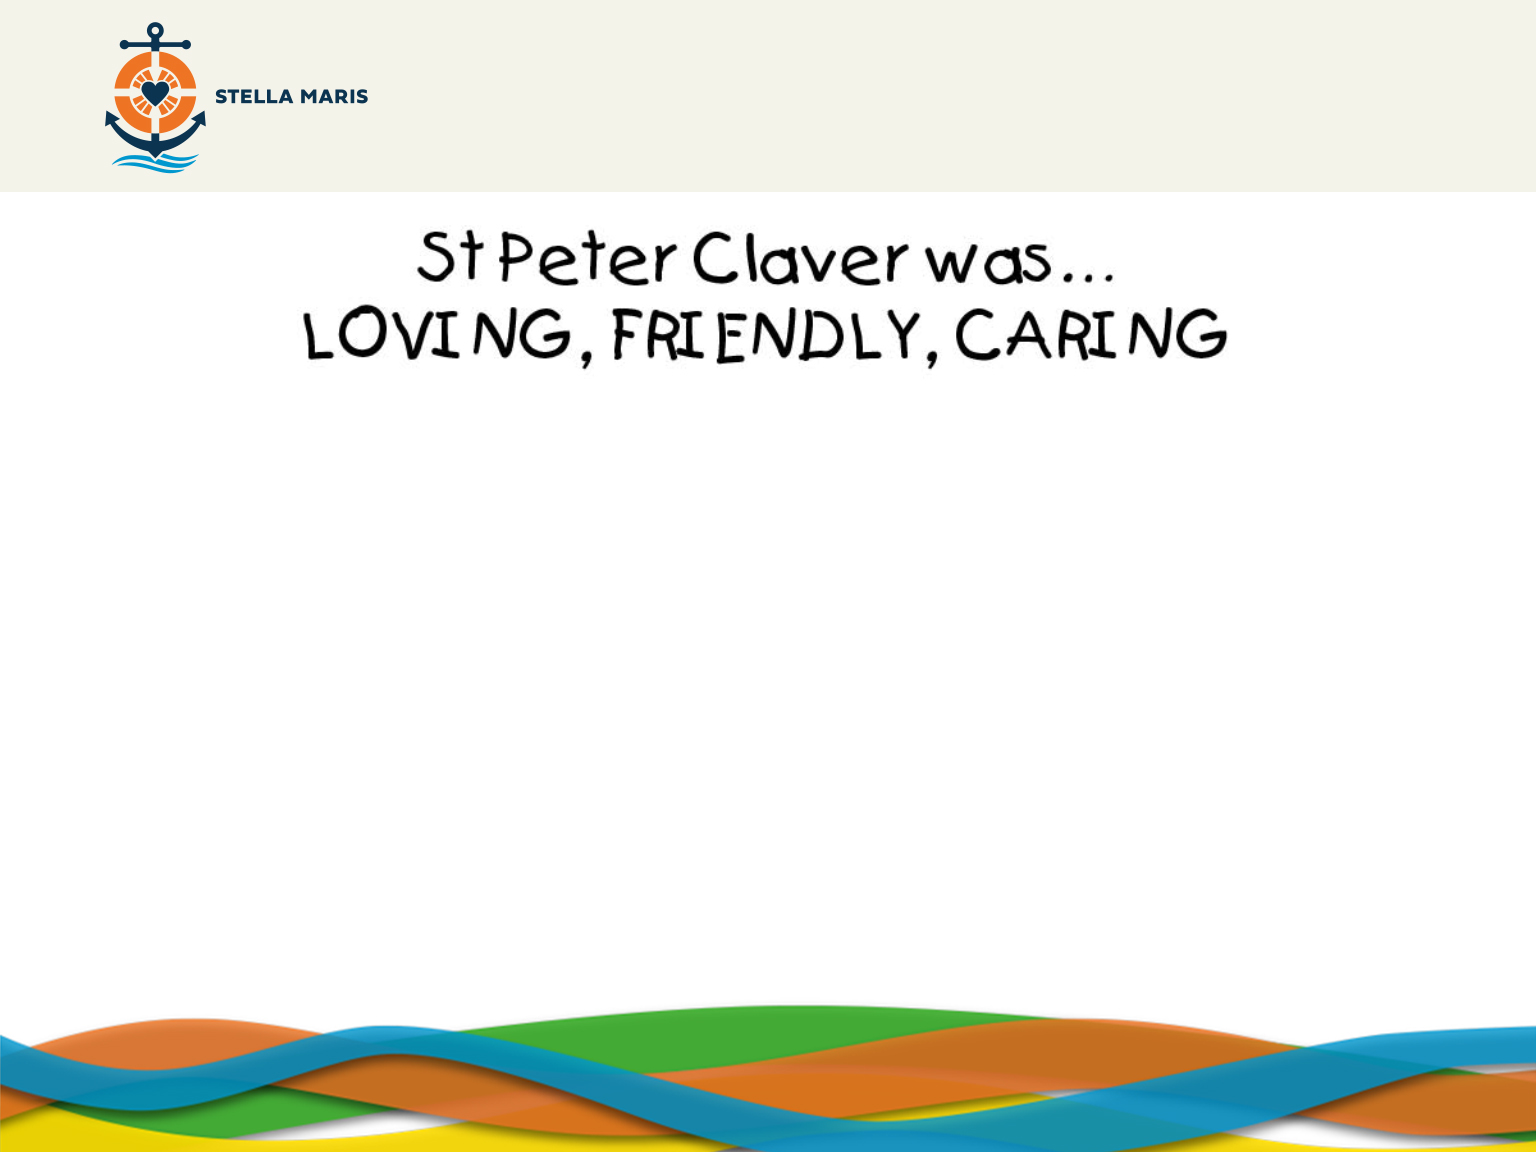 STELLA MARIS
St Peter Claver was...
LOVING, FRIENDLY, CARING